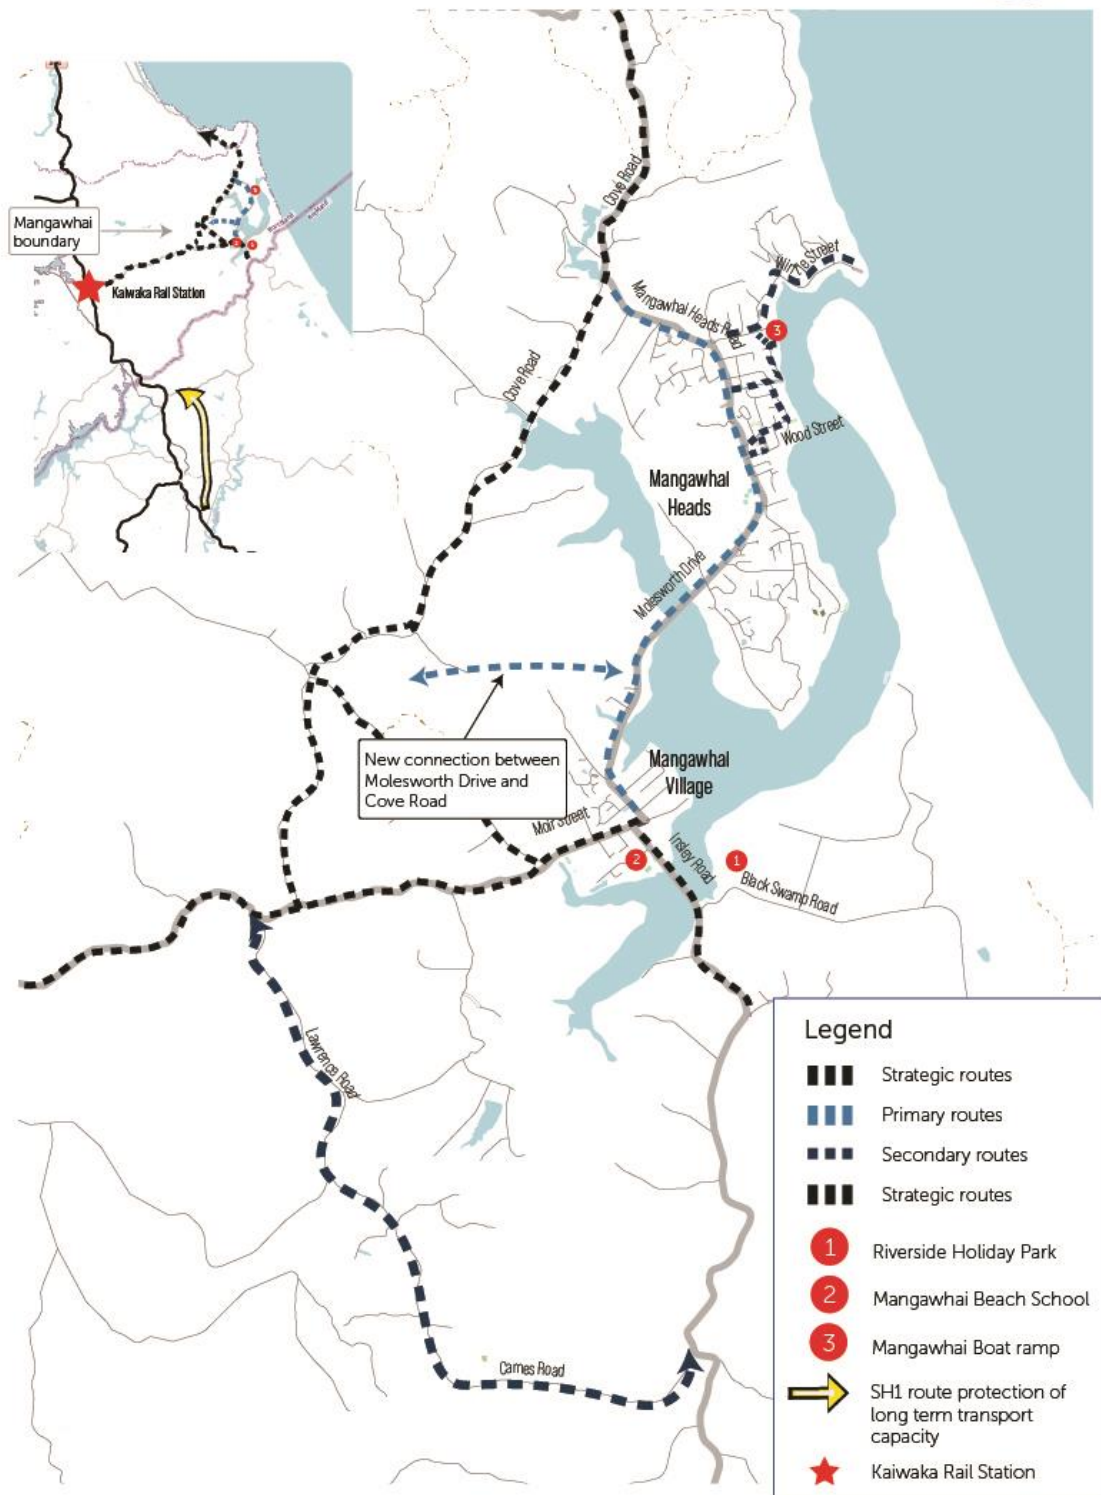 Mangawhai
boundary
Kaiwaka Rail Station
Cove Road
Wintle Street
Mangawhai Heads Road
3
Cove Road
Wood Street
Mangawhai
Heads
Molesworth Drive
New connection between
Molesworth Drive and
Cove Road
Mangawhai
Village
Moir Street
Insley Road
2
1
Black Swamp Road
Lawrence Road
Cames Road
Legend
Strategic routes
Primary routes
Secondary routes
Strategic routes
1 Riverside Holiday Park
2 Mangawhai Beach School
3 Mangawhai Boat ramp
SH1 route protection of
long term transport
capacity
Kaiwaka Rail Station